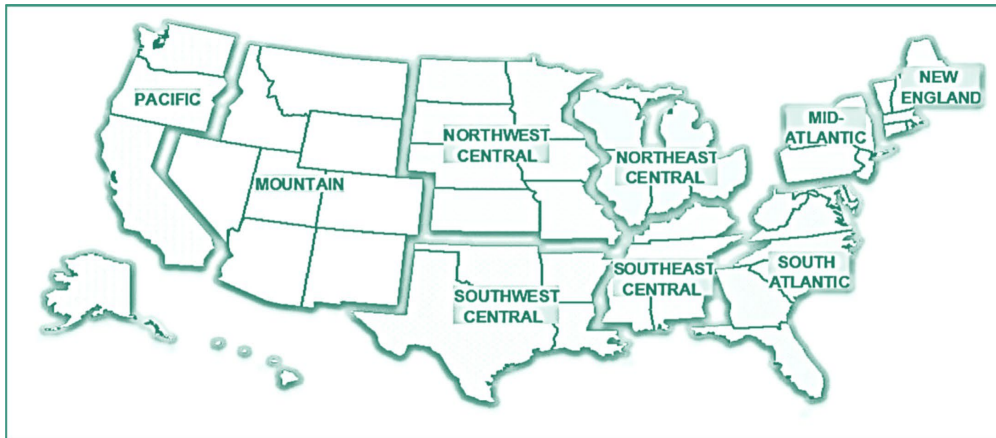 PACIFIC
MOUNTAIN
NORTHWEST
CENTRAL
SOUTHWEST
CENTRAL
NORTHEAST
CENTRAL
SOUTHEAST
CENTRAL
MID-
ATLANTIC
SOUTH
ATLANTIC
NEW
ENGLAND